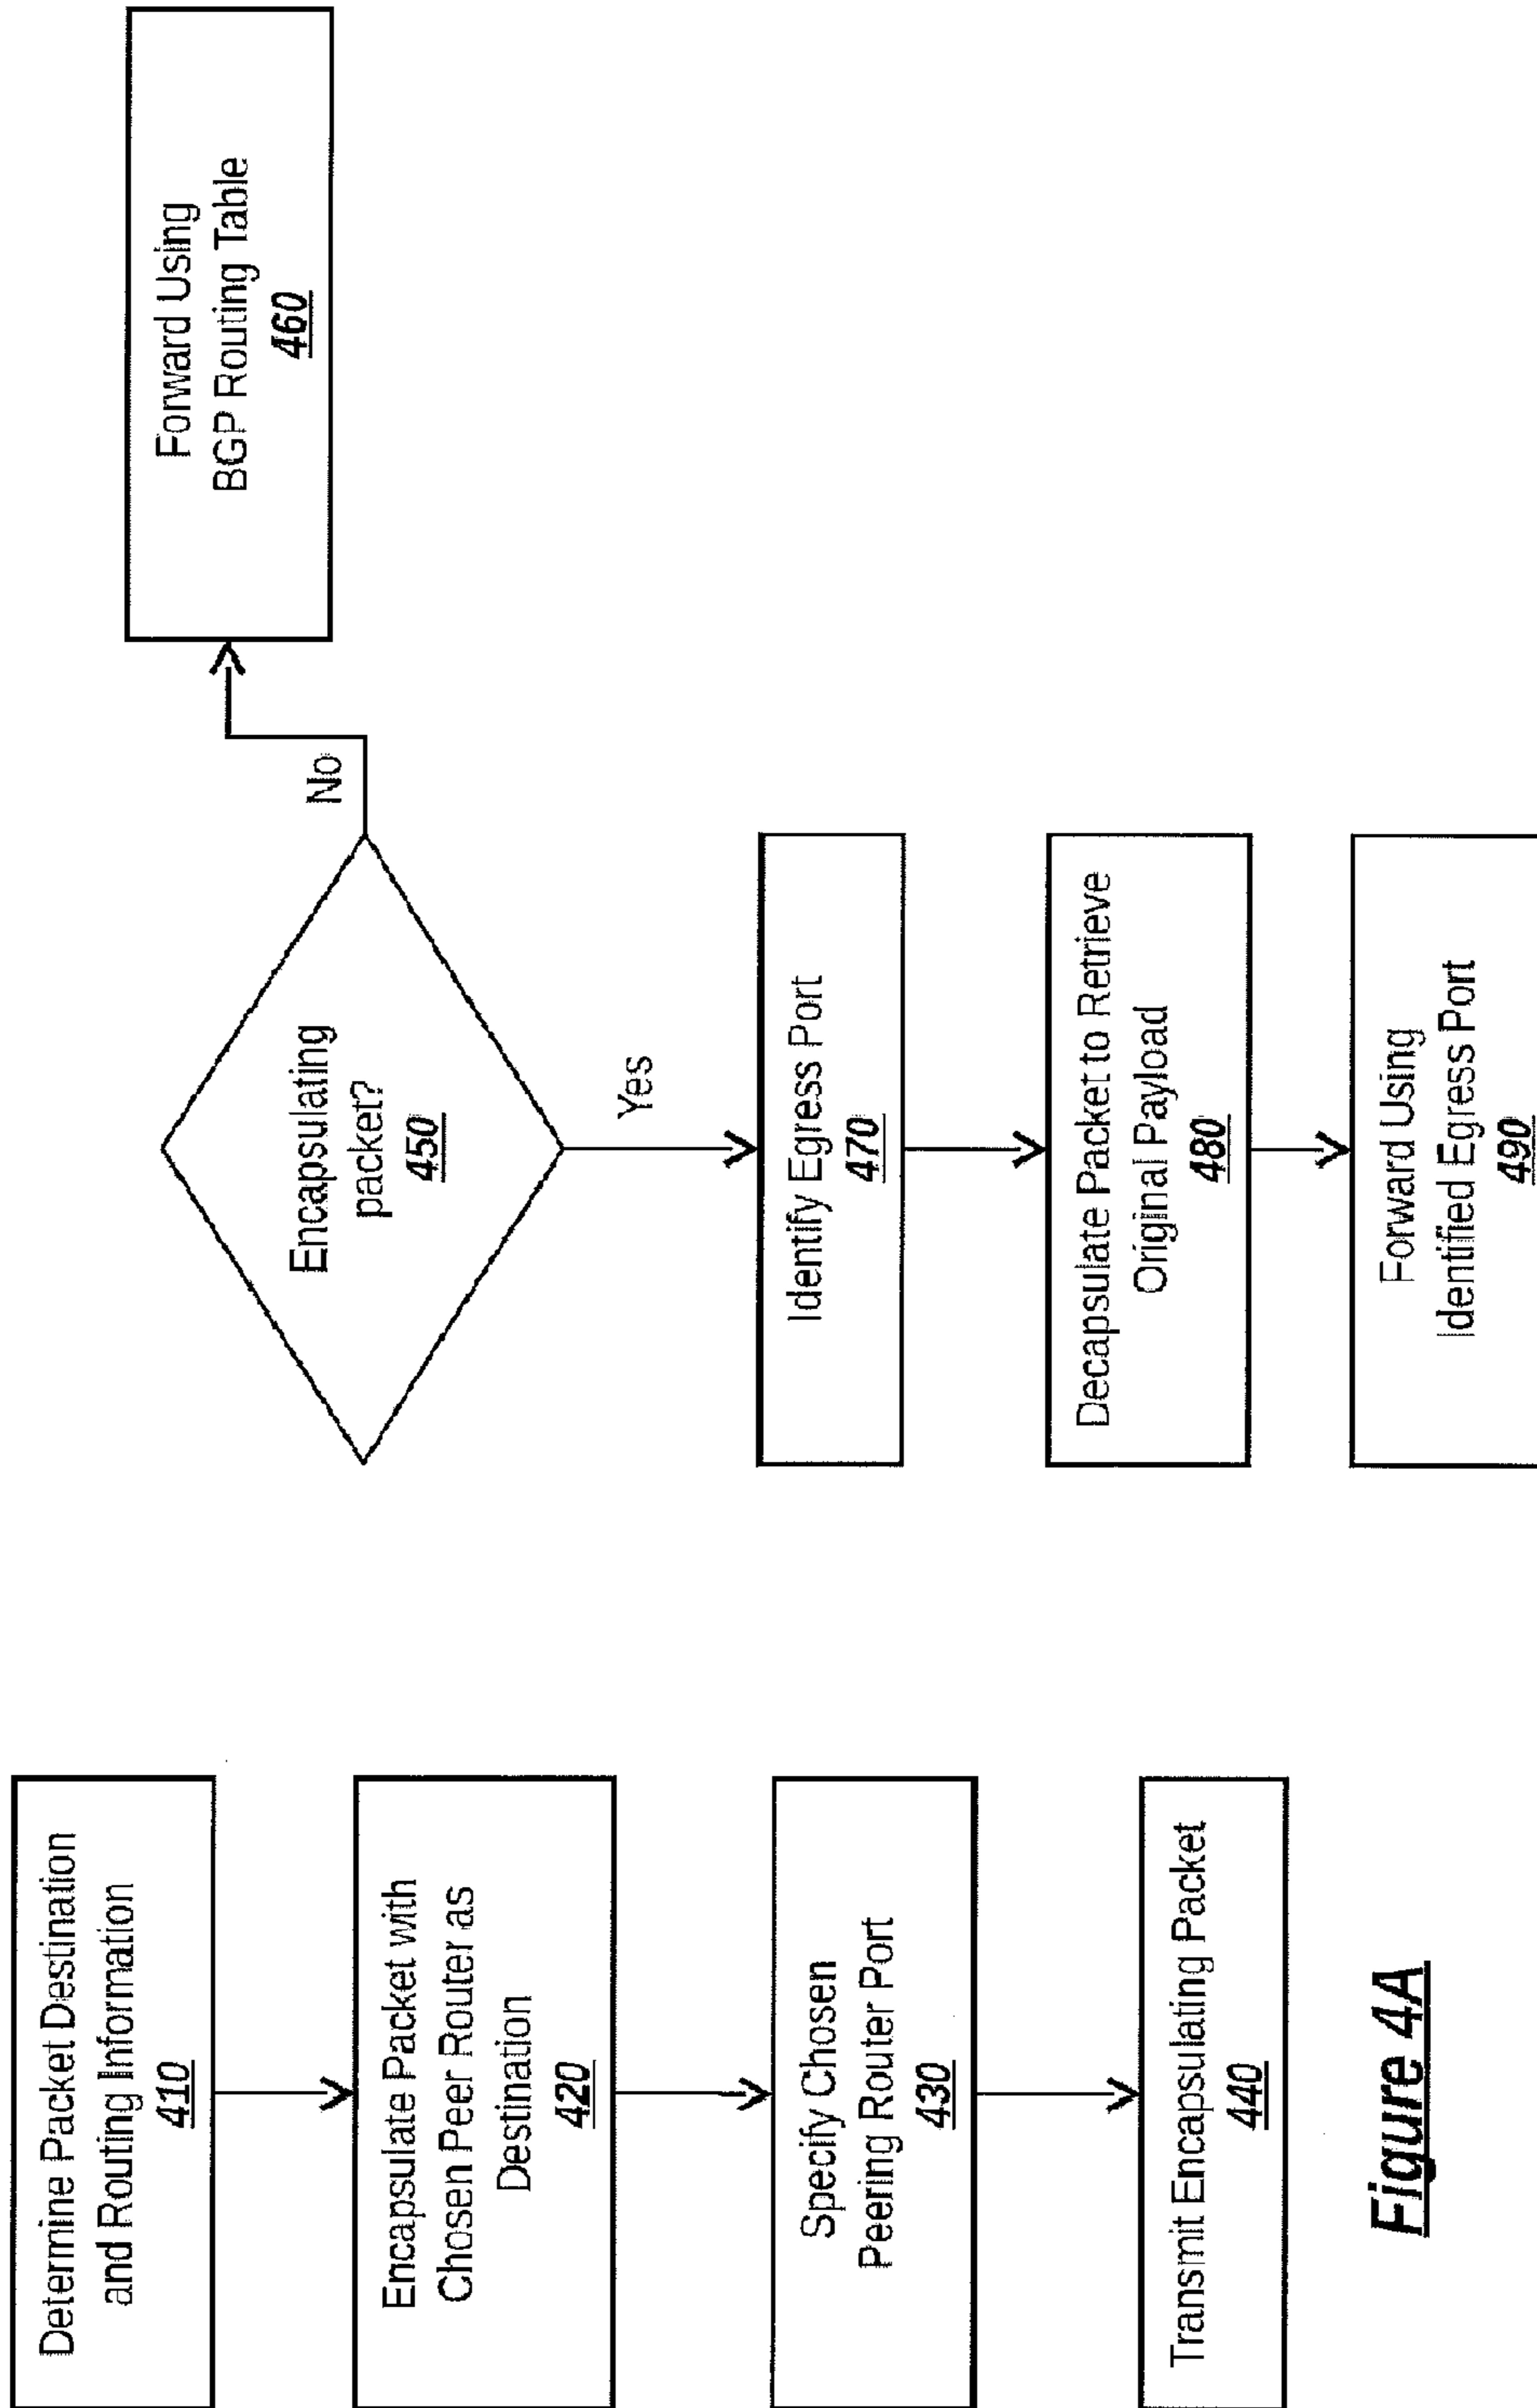 Determine Packet Destination
and Routing Information
410
Encapsulate Packet with
Chosen Peer Router as
Destination
420
Specify Chosen
Peering Router Port
430
Transmit Encapsulating Packet
440
Figure 4A
Encapsulating
packet?
450
No
Forward Using
BGP Routing Table
460
Yes
Identify Egress Port
470
Decapsulate Packet to Retrieve
Original Payload
480
Forward Using
Identified Egress Port
490